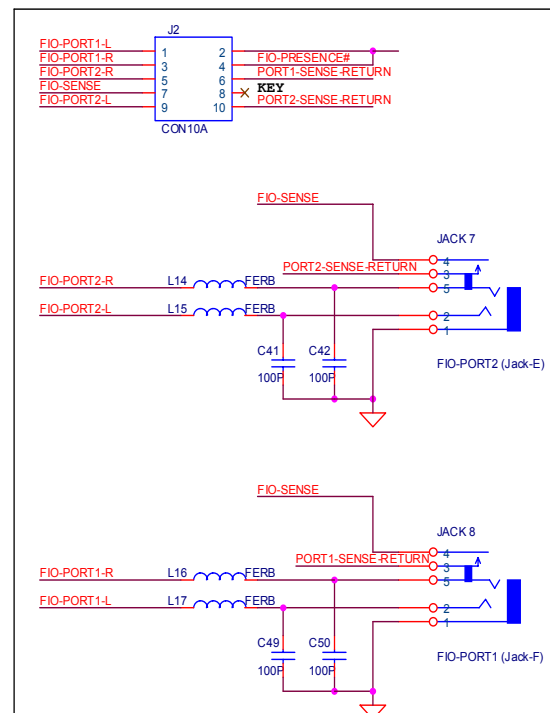 J2
FIO-PORT1-L 1 2
FIO-PORT1-R 3 4 FIO-PRESENCE#
FIO-PORT2-R 5 6 PORT1-SENSE-RETURN
FIO-SENSE 7 8 KEY
FIO-PORT2-L 9 10 PORT2-SENSE-RETURN
CON10A
FIO-SENSE
JACK 7
4
PORT2-SENSE-RETURN 3
FIO-PORT2-R L14 FERB 5
FIO-PORT2-L L15 FERB 2
1
C41 C42
100P 100P
FIO-PORT2 (Jack-E)
FIO-SENSE
JACK 8
4
PORT1-SENSE-RETURN 3
FIO-PORT1-R L16 FERB 5
FIO-PORT1-L L17 FERB 2
1
C49 C50
100P 100P
FIO-PORT1 (Jack-F)